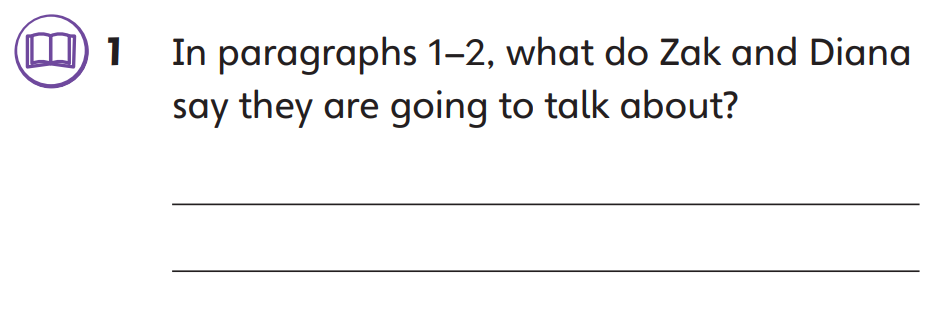 1 In paragraphs 1–2, what do Zak and Diana
say they are going to talk about?